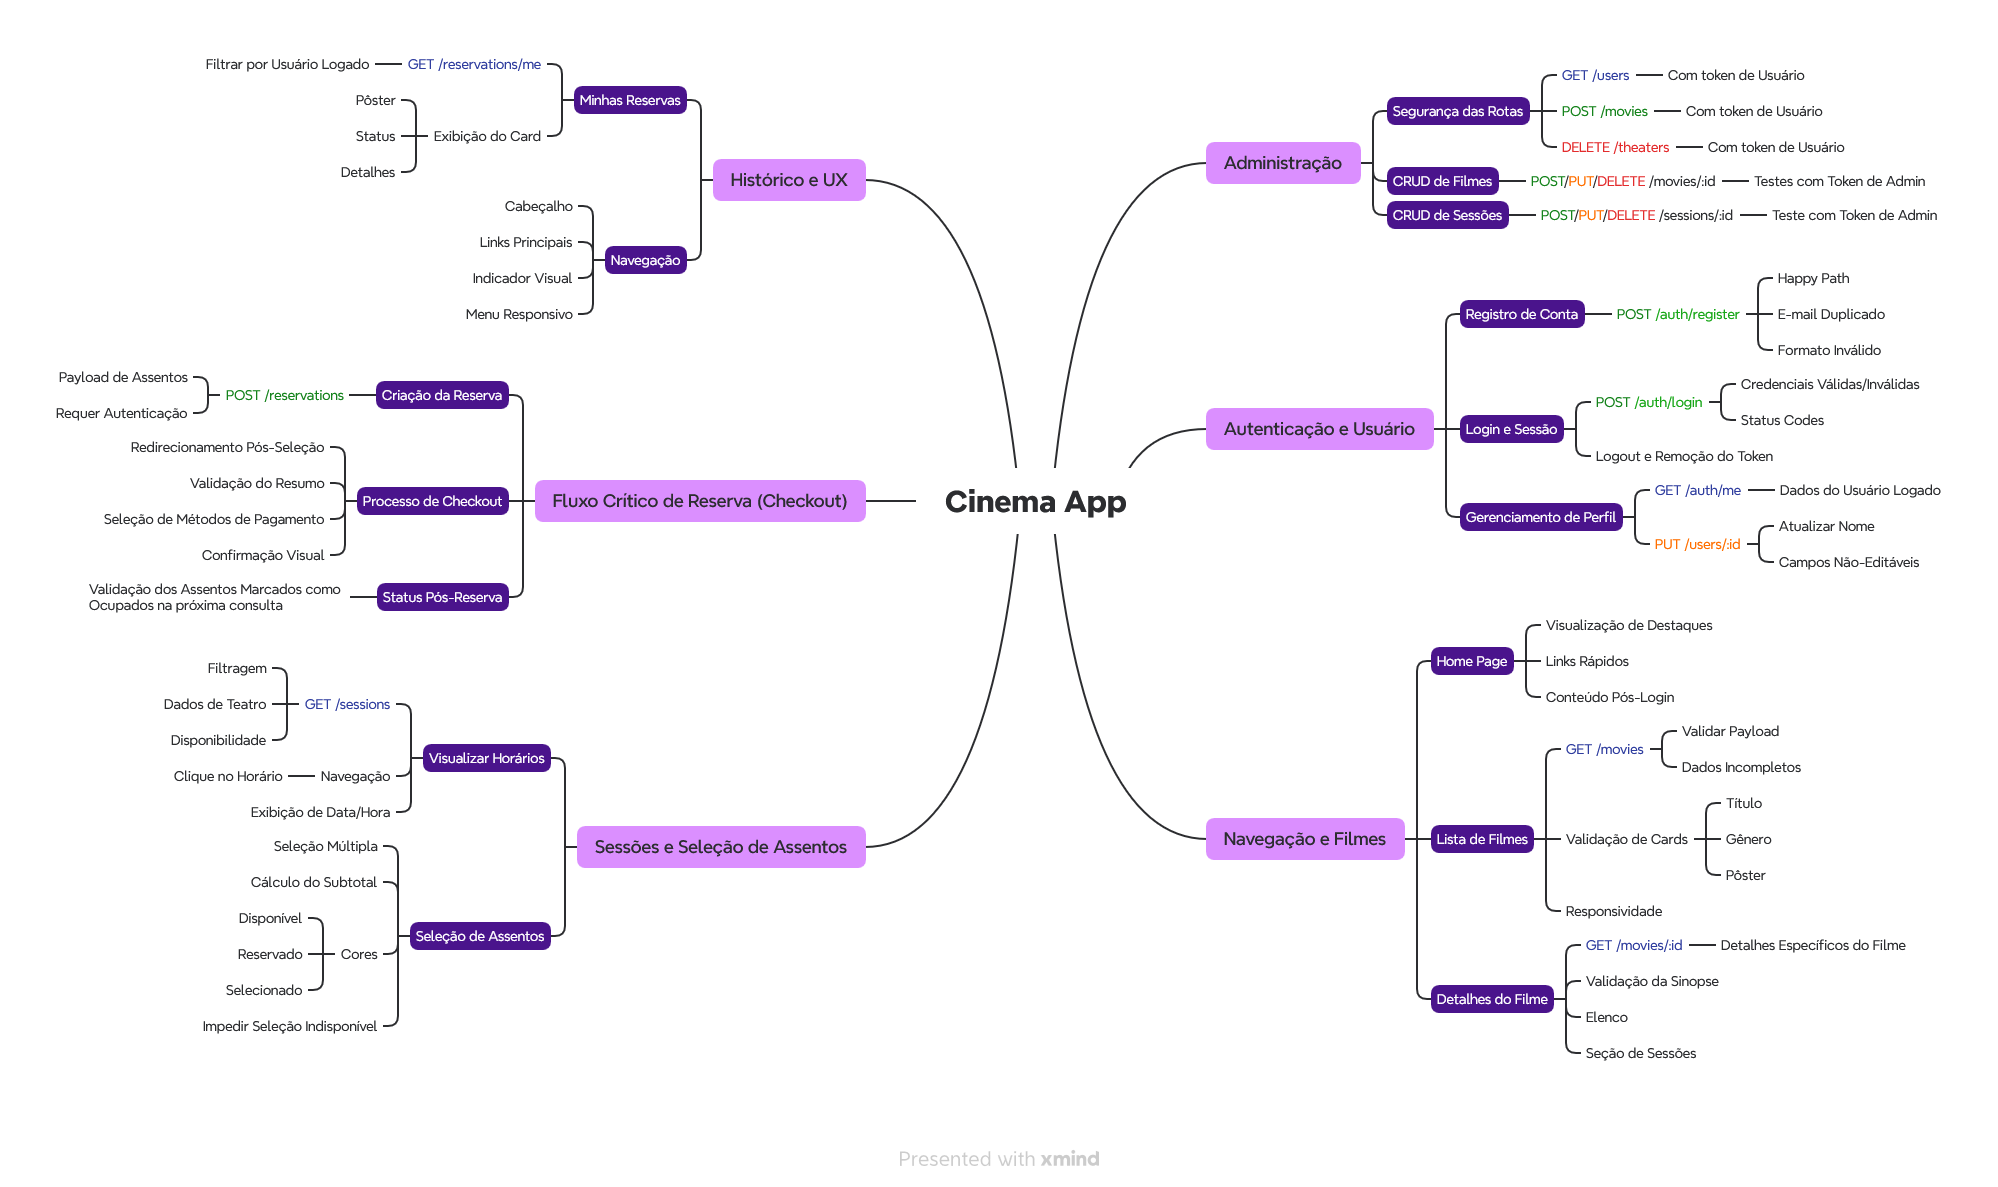 Cinema App
Administração
Segurança das Rotas
GET /users
Com token de Usuário
POST /movies
Com token de Usuário
DELETE /theaters
Com token de Usuário
CRUD de Filmes
POST/PUT/DELETE /movies/:id
Testes com Token de Admin
CRUD de Sessões
POST/PUT/DELETE /sessions/:id
Teste com Token de Admin
Autenticação e Usuário
Registro de Conta
POST /auth/register
Happy Path
E-mail Duplicado
Formato Inválido
Login e Sessão
POST /auth/login
Credenciais Válidas/Inválidas
Status Codes
Logout e Remoção do Token
Gerenciamento de Perfil
GET /auth/me
Dados do Usuário Logado
PUT /users/:id
Atualizar Nome
Campos Não-Editáveis
Navegação e Filmes
Home Page
Visualização de Destaques
Links Rápidos
Conteúdo Pós-Login
Lista de Filmes
GET /movies
Validar Payload
Dados Incompletos
Validação de Cards
Título
Gênero
Pôster
Responsividade
Detalhes do Filme
GET /movies/:id
Detalhes Específicos do Filme
Validação da Sinopse
Elenco
Seção de Sessões
Histórico e UX
Minhas Reservas
GET /reservations/me
Filtrar por Usuário Logado
Exibição do Card
Pôster
Status
Detalhes
Navegação
Cabeçalho
Links Principais
Indicador Visual
Menu Responsivo
Fluxo Crítico de Reserva (Checkout)
Criação da Reserva
POST /reservations
Payload de Assentos
Requer Autenticação
Processo de Checkout
Redirecionamento Pós-Seleção
Validação do Resumo
Seleção de Métodos de Pagamento
Confirmação Visual
Status Pós-Reserva
Validação dos Assentos Marcados como
Ocupados na próxima consulta
Sessões e Seleção de Assentos
Visualizar Horários
GET /sessions
Filtragem
Dados de Teatro
Disponibilidade
Navegação
Clique no Horário
Exibição de Data/Hora
Seleção de Assentos
Seleção Múltipla
Cálculo do Subtotal
Cores
Disponível
Reservado
Selecionado
Impedir Seleção Indisponível
Presented with xmind